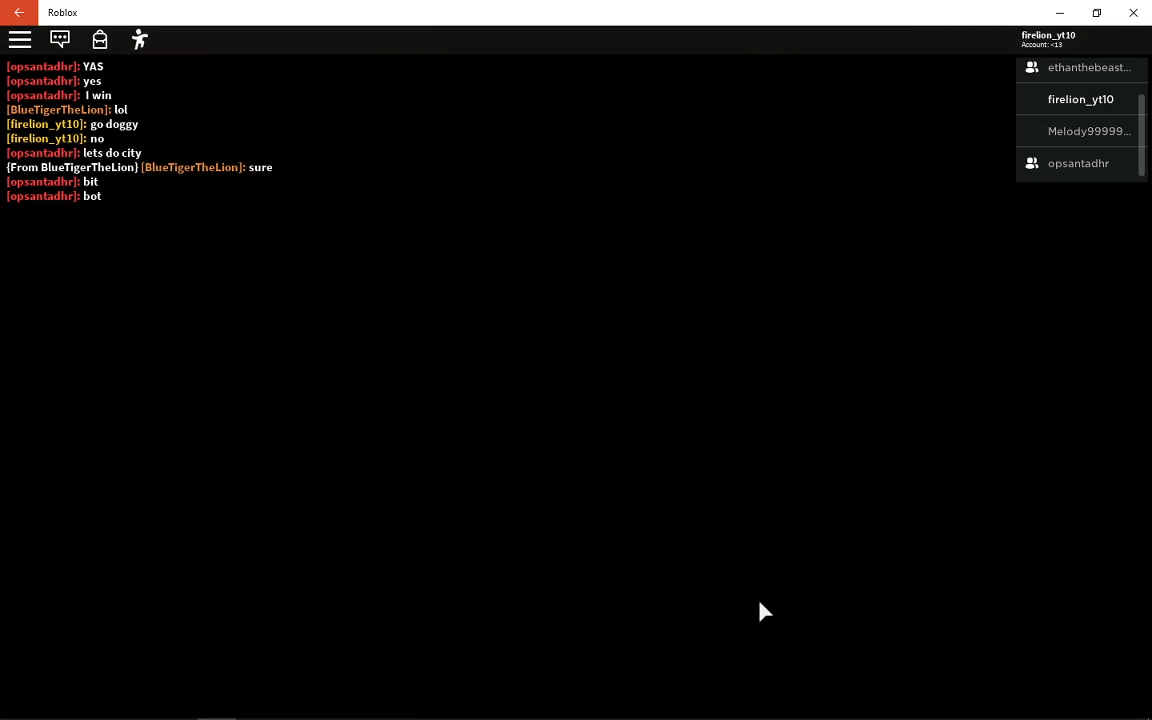 Roblox
firelion_yt10
Account: <13
[opsantadhr]: YAS
[opsantadhr]: yes
[opsantadhr]: I win
[BlueTigerTheLion]: lol
[firelion_yt10]: go doggy
[firelion_yt10]: no
[opsantadhr]: lets do city
{From BlueTigerTheLion} [BlueTigerTheLion]: sure
[opsantadhr]: bit
[opsantadhr]: bot
ethanthebeast...
firelion_yt10
Melody99999...
opsantadhr